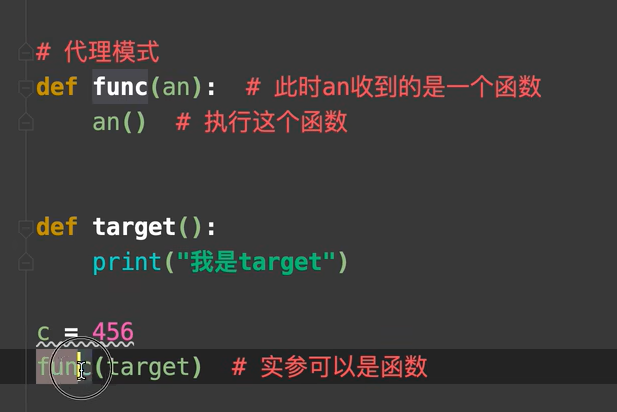 # 代理模式
def func(an):  # 此时an收到的是一个函数
    an()  # 执行这个函数
def target():
    print("我是target")
c = 456
func(target)  # 实参可以是函数